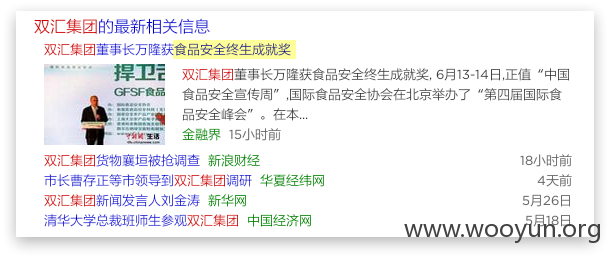 双汇集团的最新相关信息
双汇集团董事长万隆获食品安全终生成就奖
捍卫舌
GFSF食品
双汇集团董事长万隆获食品安全终生成就奖, 6月13-14日,正值“中国
食品安全宣传周”,国际食品安全协会在北京举办了“第四届国际食
品安全峰会”。在本...
金融界 15小时前
双汇集团货物襄垣被抢调查 新浪财经 18小时前
市长曹存正等市领导到双汇集团调研 华夏经纬网 4天前
双汇集团新闻发言人刘金涛 新华网 5月26日
清华大学总裁班师生参观双汇集团 中国经济网 5月18日
www.wooyun.org